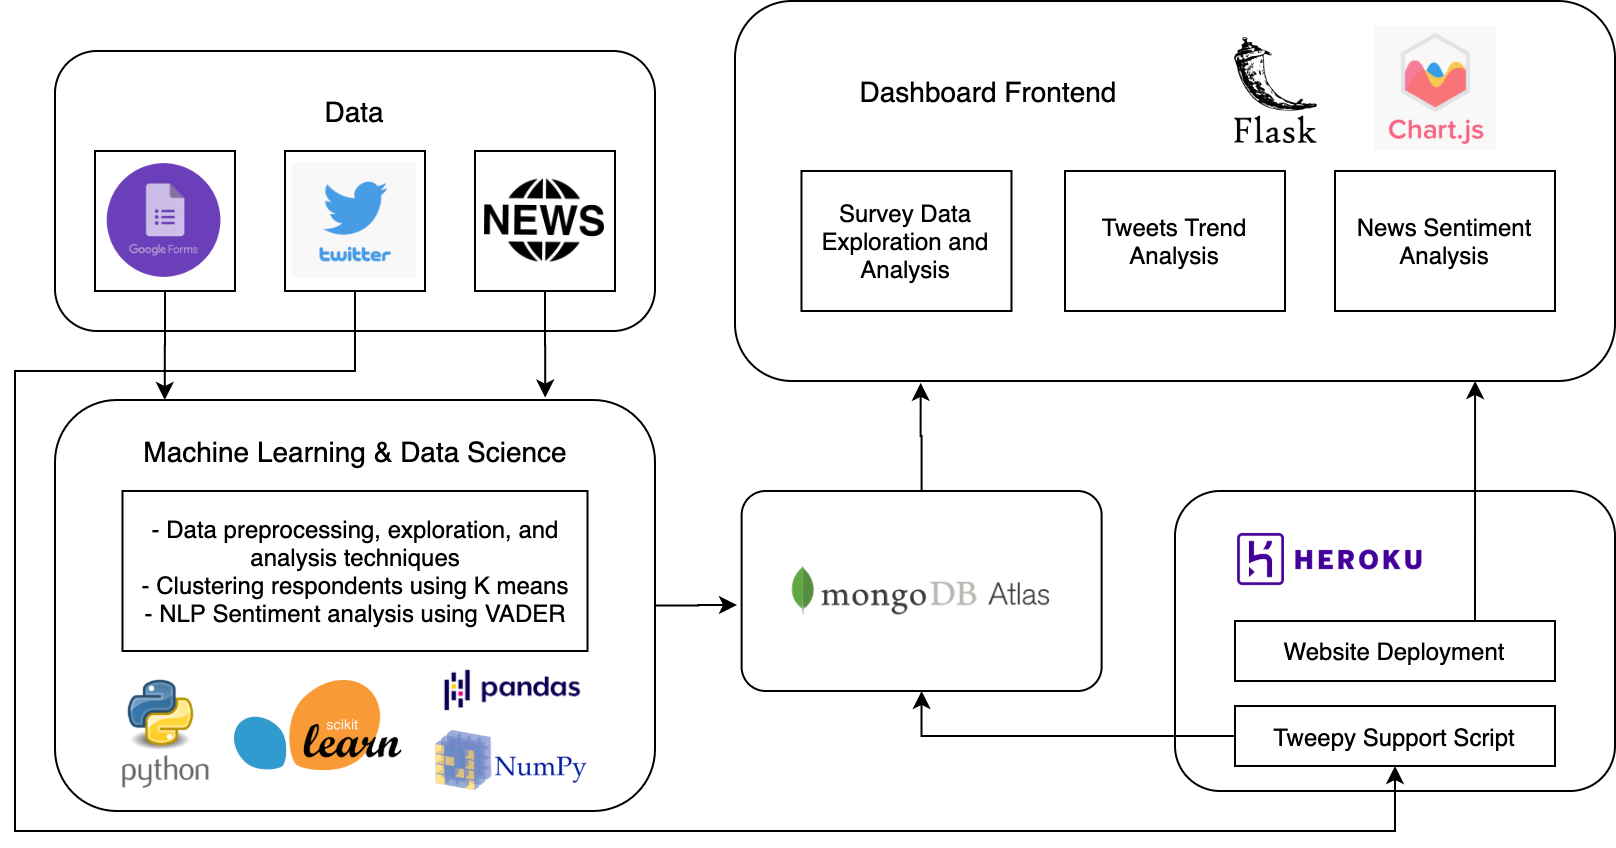 Data
Google Forms
twitter
NEWS
Dashboard Frontend
Flask
Chart.js
Survey Data
Exploration and
Analysis
Tweets Trend
Analysis
News Sentiment
Analysis
Machine Learning & Data Science
- Data preprocessing, exploration, and
analysis techniques
- Clustering respondents using K means
- NLP Sentiment analysis using VADER
python
scikit
learn
pandas
NumPy
mongoDB Atlas
HEROKU
Website Deployment
Tweepy Support Script